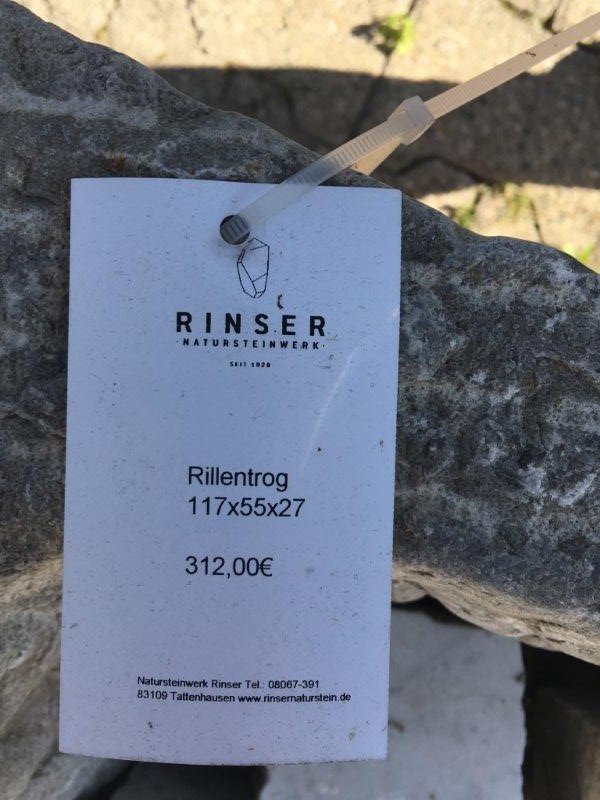 RINSER
·NATURSTEINWERK·
SEIT 1920
Rillentrog
117x55x27
312,00€
Natursteinwerk Rinser Tel.: 08067-391
83109 Tattenhausen www.rinsernaturstein.de